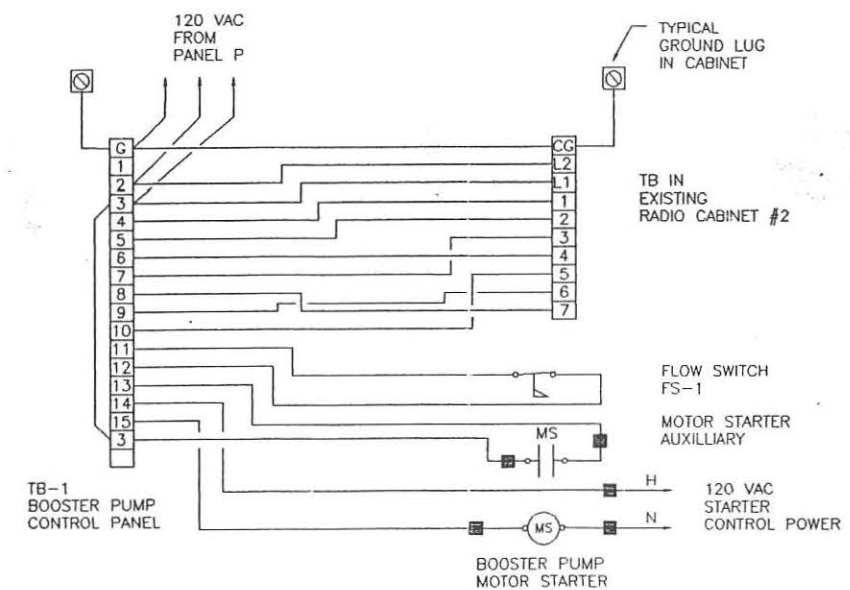 120 VAC
FROM
PANEL P
TYPICAL
GROUND LUG
IN CABINET
G
1
2
3
4
5
6
7
8
9
10
11
12
13
14
15
3
CG
L2
L1
1
2
3
4
5
6
7
TB IN
EXISTING
RADIO CABINET #2
FLOW SWITCH
FS-1
MS
MOTOR STARTER
AUXILLIARY
H
N
120 VAC
STARTER
CONTROL POWER
TB-1
BOOSTER PUMP
CONTROL PANEL
MS
BOOSTER PUMP
MOTOR STARTER